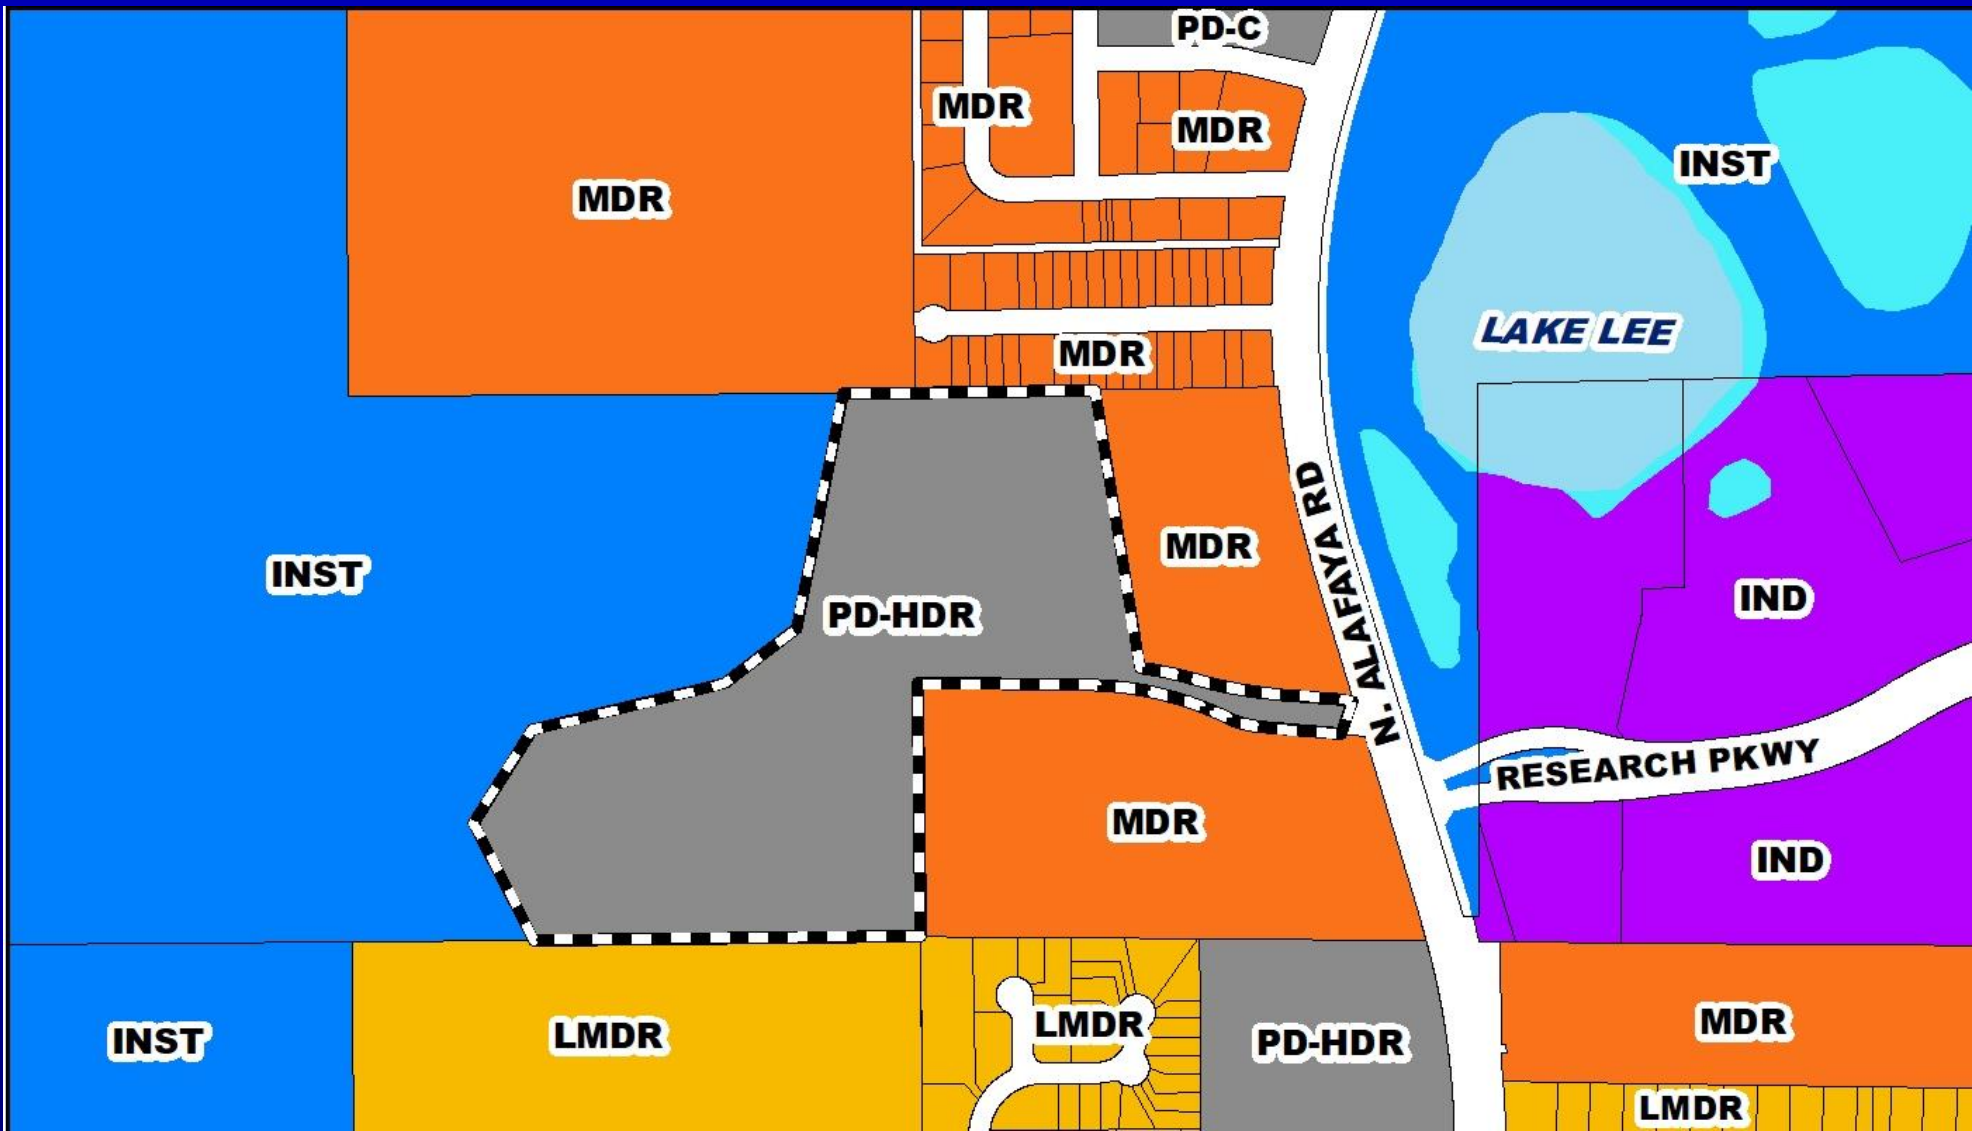 PD-C
MDR
MDR
INST
MDR
LAKE LEE
MDR
N. ALAFAYA RD
MDR
INST
IND
PD-HDR
RESEARCH PKWY
MDR
IND
MDR
LMDR
LMDR
INST
PD-HDR
LMDR